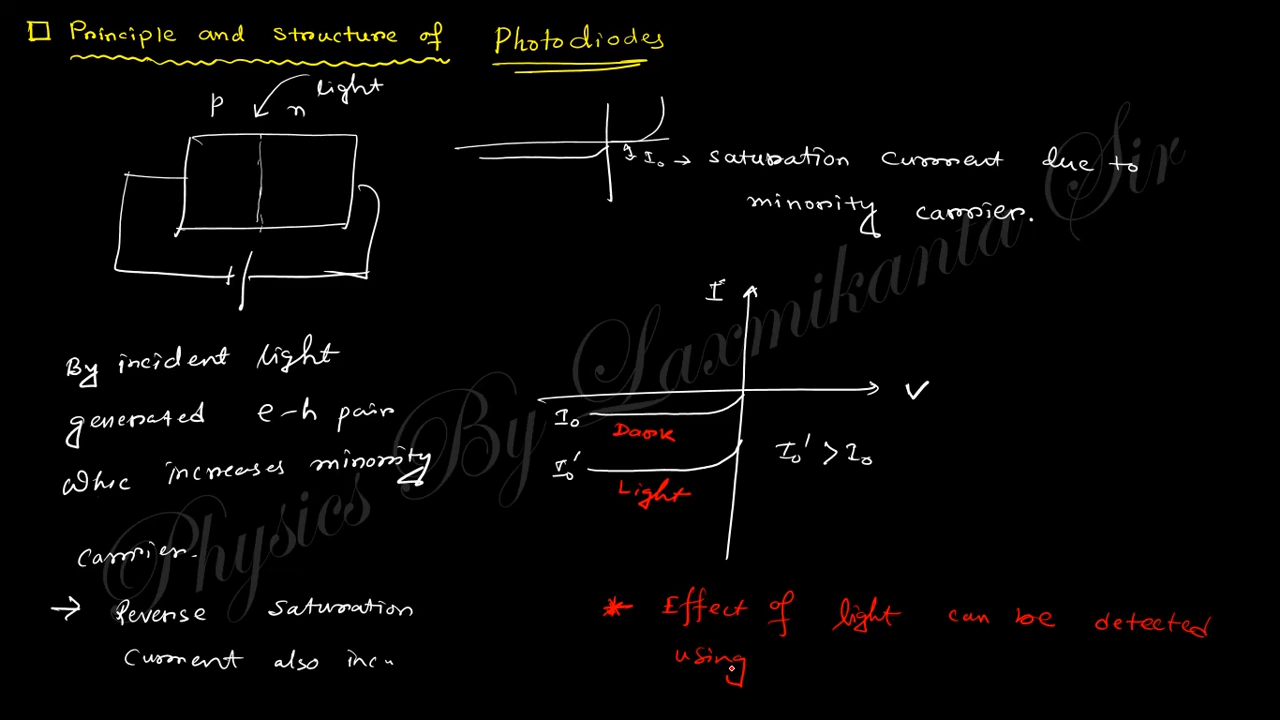 Principle and structure of Photodiodes
light
p n
I₀ → saturation current due to
minority carrier.
I
V
I₀
Dark
I₀'
Light
I₀' > I₀
By incident light
generated e-h pair
whic increases minority
carrier.
→ Reverse saturation
current also inc
* Effect of light can be detected
using
Physics By Laxmikanta Sir